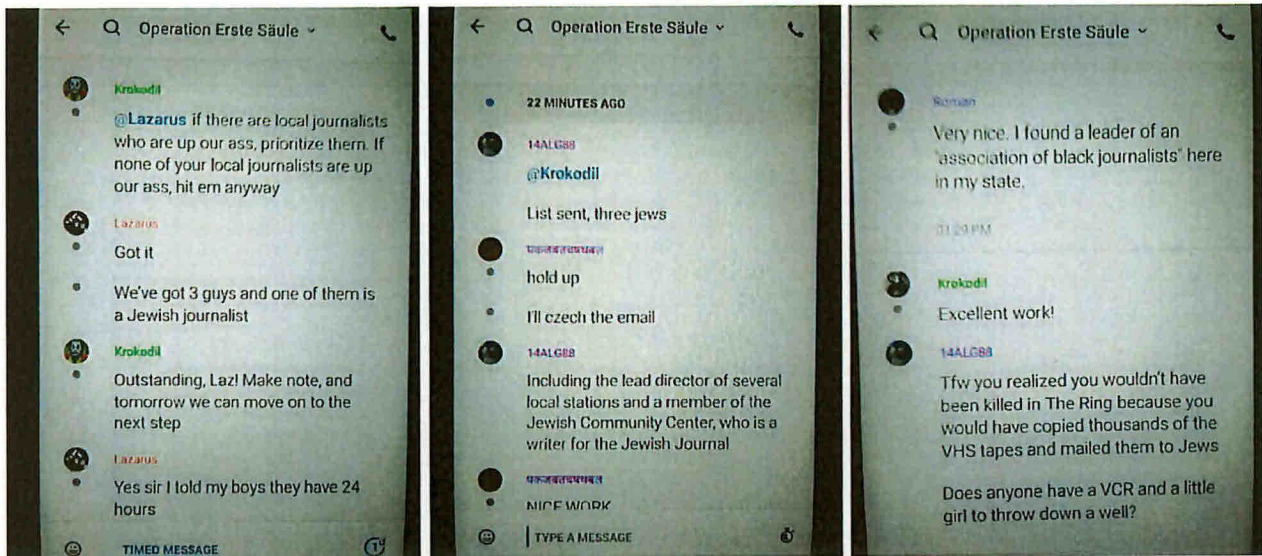 Operation Erste Säule
Krokodil
@Lazarus if there are local journalists
who are up our ass, prioritize them. If
none of your local journalists are up
our ass, hit em anyway
Lazarus
Got it
We've got 3 guys and one of them is
a Jewish journalist
Krokodil
Outstanding, Laz! Make note, and
tomorrow we can move on to the
next step
Lazarus
Yes sir I told my boys they have 24
hours
TIMED MESSAGE
Operation Erste Säule
22 MINUTES AGO
14ALG88
@Krokodil
List sent, three jews
hold up
I'll czech the email
14ALG88
Including the lead director of several
local stations and a member of the
Jewish Community Center, who is a
writer for the Jewish Journal
NICE WORK
TYPE A MESSAGE
Operation Erste Säule
Roman
Very nice. I found a leader of an
"association of black journalists" here
in my state.
01:29 PM
Krokodil
Excellent work!
14ALG88
Tfw you realized you wouldn't have
been killed in The Ring because you
would have copied thousands of the
VHS tapes and mailed them to Jews
Does anyone have a VCR and a little
girl to throw down a well?